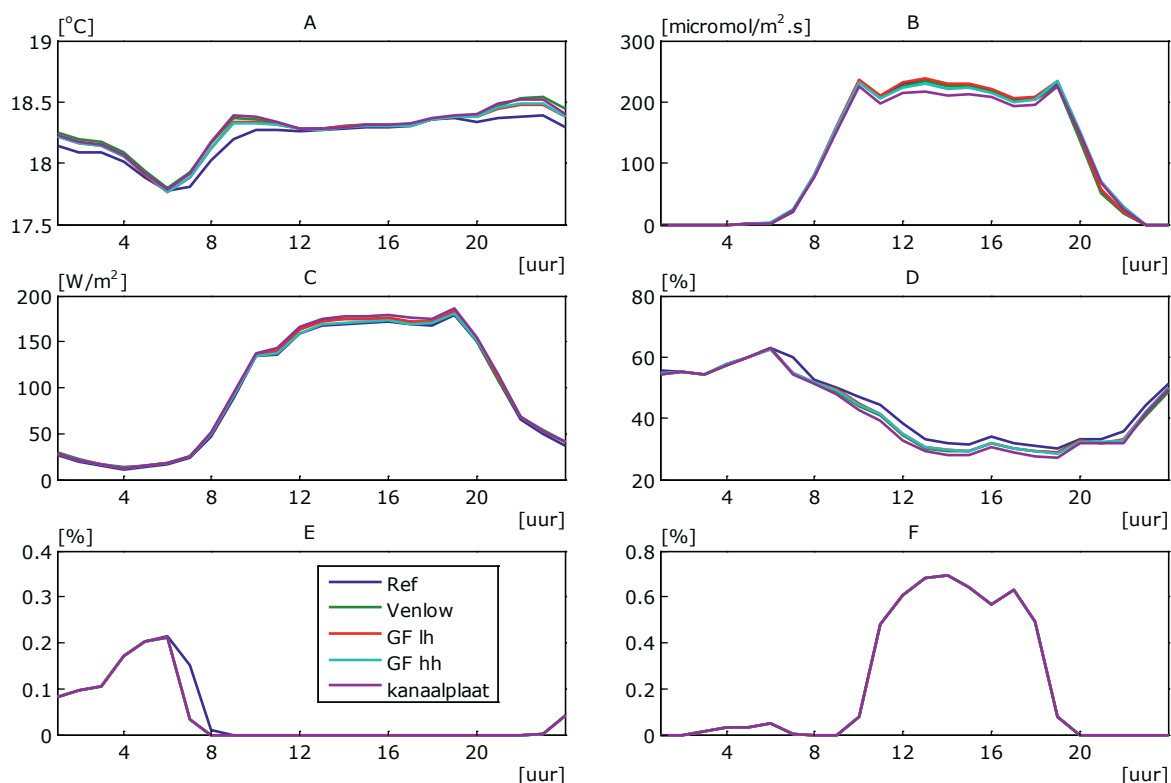 [°C] A
19
18.5
18
17.5
4 8 12 16 20
[uur]
[micromol/m².s] B
300
200
100
0
4 8 12 16 20
[uur]
[W/m²] C
200
150
100
50
0
4 8 12 16 20
[uur]
[%] D
80
60
40
20
4 8 12 16 20
[uur]
[%] E
0.4
0.3
0.2
0.1
0
4 8 12 16 20
[uur]
Ref
Venlow
GF lh
GF hh
kanaalplaat
[%] F
0.8
0.6
0.4
0.2
0
4 8 12 16 20
[uur]